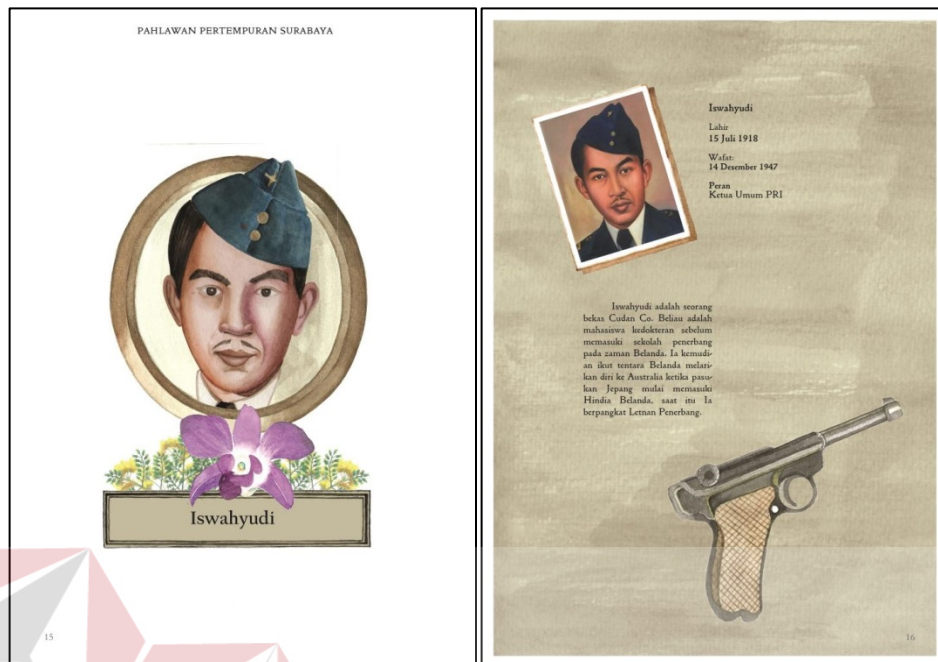 PAHLAWAN PERTEMPURAN SURABAYA
Iswahyudi
15
Iswahyudi
Lahir
15 Juli 1918
Wafat:
14 Desember 1947
Peran
Ketua Umum PRI
Iswahyudi adalah seorang
bekas Cudan Co. Beliau adalah
mahasiswa kedokteran sebelum
memasuki sekolah penerbang
pada zaman Belanda. Ia kemudi-
an ikut tentara Belanda melari-
kan diri ke Australia ketika pasu-
kan Jepang mulai memasuki
Hindia Belanda, saat itu Ia
berpangkat Letnan Penerbang.
16